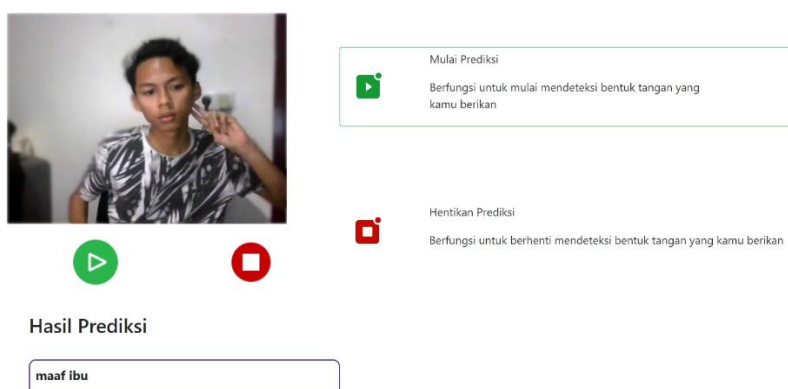 Mulai Prediksi
Berfungsi untuk mulai mendeteksi bentuk tangan yang
kamu berikan
Hentikan Prediksi
Berfungsi untuk berhenti mendeteksi bentuk tangan yang kamu berikan
Hasil Prediksi
maaf ibu